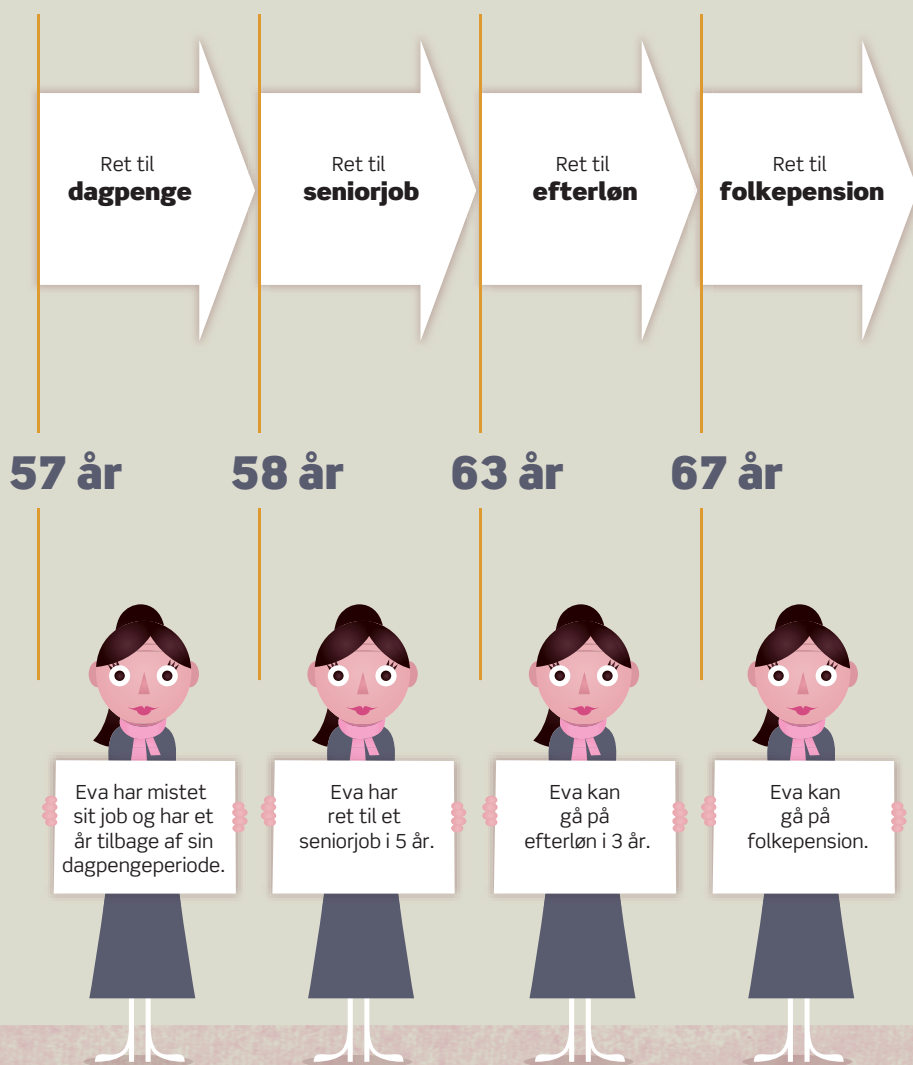 Ret til
dagpenge
Ret til
seniorjob
Ret til
efterløn
Ret til
folkepension
57 år
58 år
63 år
67 år
Eva har mistet
sit job og har et
år tilbage af sin
dagpengeperiode.
Eva har
ret til et
seniorjob i 5 år.
Eva kan
gå på
efterløn i 3 år.
Eva kan
gå på
folkepension.